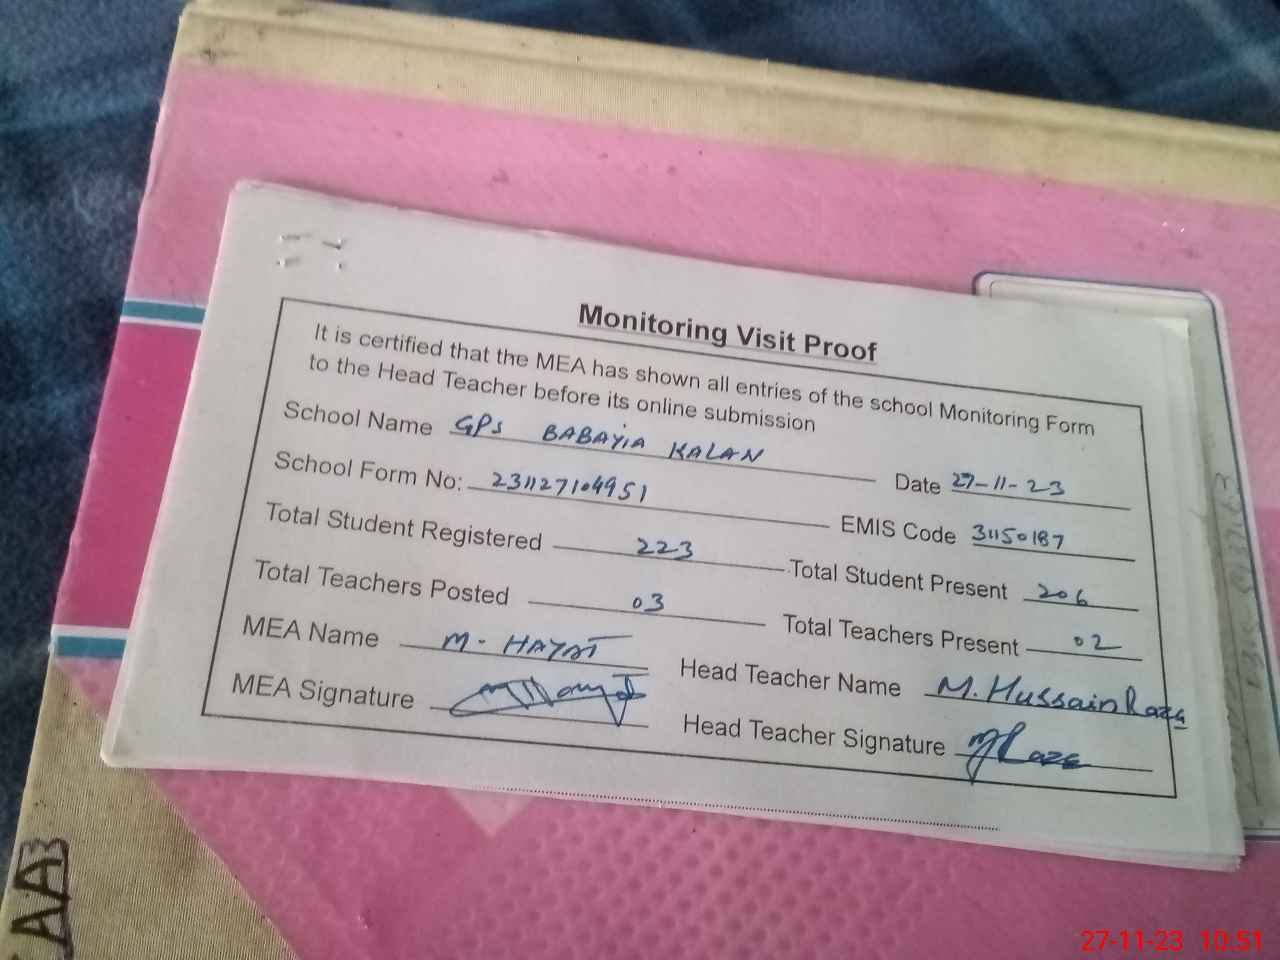 Monitoring Visit Proof
It is certified that the MEA has shown all entries of the school Monitoring Form
to the Head Teacher before its online submission
School Name GPS BABAYIA KALAN Date 27-11-23
School Form No: 231127104951 EMIS Code 31150187
Total Student Registered 223 Total Student Present 206
Total Teachers Posted 03 Total Teachers Present 02
MEA Name M. HAYAT Head Teacher Name M. Hussain Raza
MEA Signature Head Teacher Signature
27-11-23 10:51